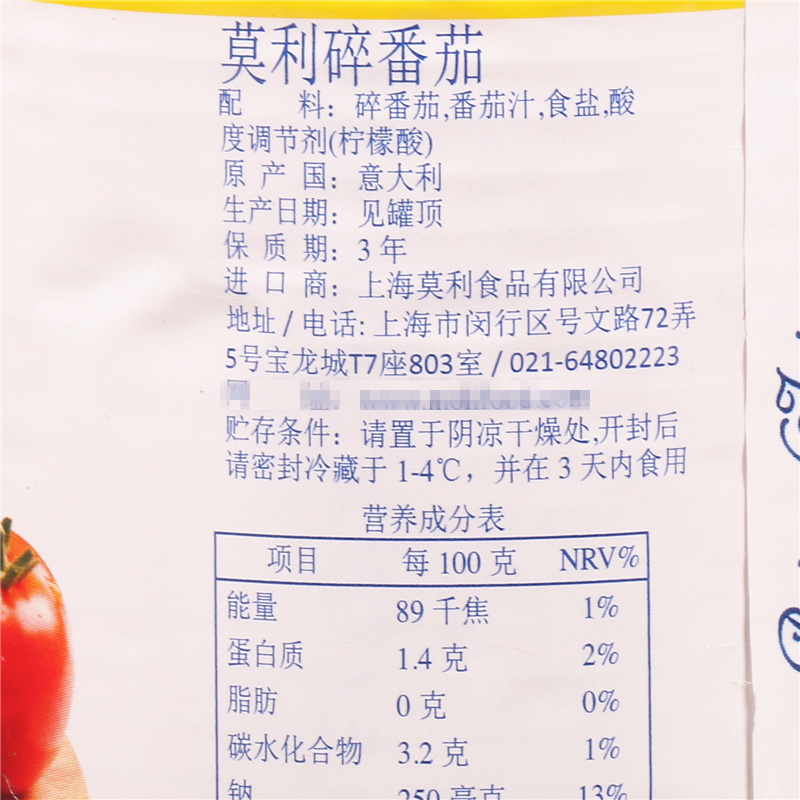 莫利碎番茄
配 料：碎番茄,番茄汁,食盐,酸
度调节剂(柠檬酸)
原 产 国：意大利
生产日期：见罐顶
保 质 期：3 年
进 口 商：上海莫利食品有限公司
地址 / 电话: 上海市闵行区号文路72弄
5号宝龙城T7座803室 / 021-64802223
贮存条件：请置于阴凉干燥处,开封后
请密封冷藏于 1-4℃，并在 3 天内食用
营养成分表
项目 每 100 克 NRV%
能量 89 千焦 1%
蛋白质 1.4 克 2%
脂肪 0 克 0%
碳水化合物 3.2 克 1%
钠 250 毫克 13%